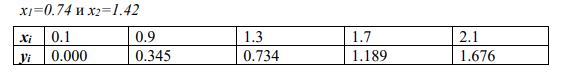 x1=0.74 и x2=1.42
xi 0.1 0.9 1.3 1.7 2.1
yi 0.000 0.345 0.734 1.189 1.676